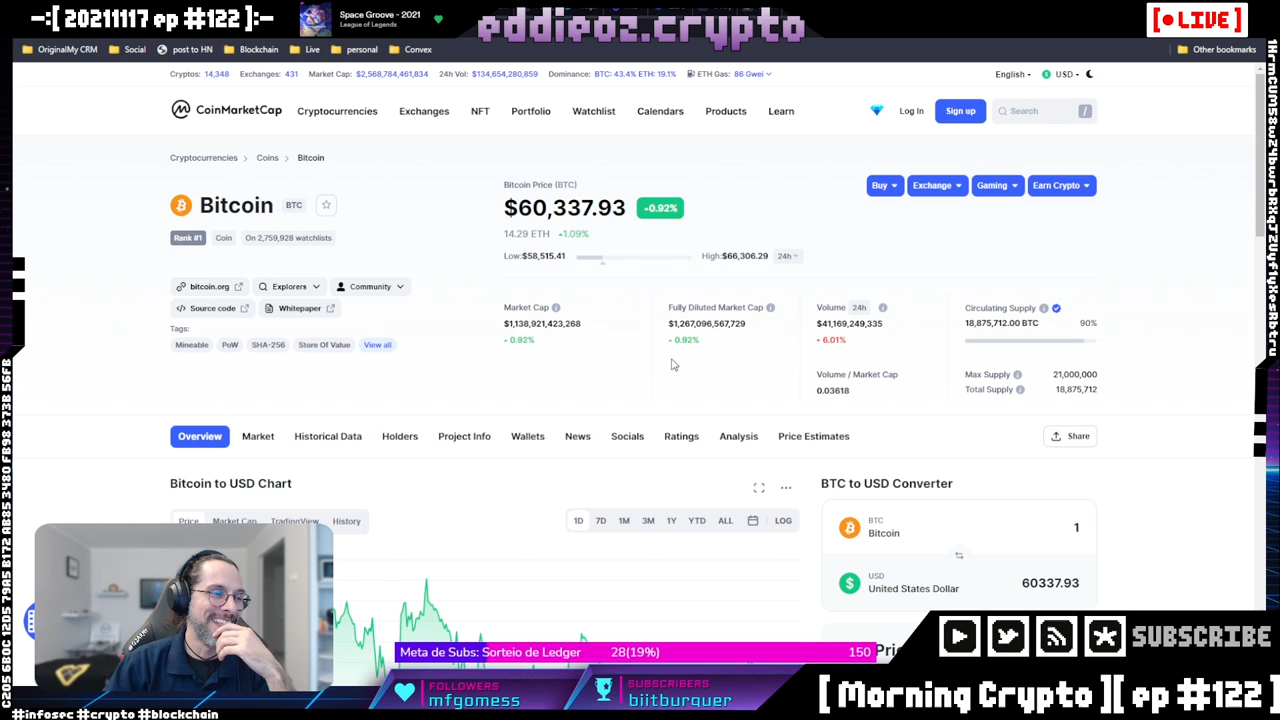 -:[ 20211117 ep #122 ]:-
Space Groove - 2021
League of Legends
eddieoz.crypto
[ LIVE ]
OriginalMy CRM Social post to HN Blockchain Live personal Convex Other bookmarks
Cryptos: 14,348 Exchanges: 431 Market Cap: $2,568,784,461,834 24h Vol: $134,654,280,859 Dominance: BTC: 43.4% ETH: 19.1% ETH Gas: 86 Gwei English USD
CoinMarketCap Cryptocurrencies Exchanges NFT Portfolio Watchlist Calendars Products Learn Log In Sign up Search /
Cryptocurrencies > Coins > Bitcoin
Bitcoin BTC
Rank #1 Coin On 2,759,928 watchlists
bitcoin.org Explorers Community
Source code Whitepaper
Tags:
Mineable PoW SHA-256 Store Of Value View all
Bitcoin Price (BTC)
$60,337.93 -0.92%
14.29 ETH 1.09%
Low:$58,515.41 High:$66,306.29 24h
Buy Exchange Gaming Earn Crypto
Market Cap
$1,138,921,423,268
0.92%
Fully Diluted Market Cap
$1,267,096,567,729
0.92%
Volume 24h
$41,169,249,335
6.01%
Volume / Market Cap
0.03618
Circulating Supply
18,875,712.00 BTC 90%
Max Supply 21,000,000
Total Supply 18,875,712
Overview Market Historical Data Holders Project Info Wallets News Socials Ratings Analysis Price Estimates Share
Bitcoin to USD Chart
Price Market Cap TradingView History
1D 7D 1M 3M 1Y YTD ALL LOG
BTC to USD Converter
BTC
Bitcoin 1
USD
United States Dollar 60337.93
Meta de Subs: Sorteio de Ledger 28(19%) 150
FOLLOWERS
mfgomess
SUBSCRIBERS
biitburquer
SUBSCRIBE
[ Morning Crypto ][ ep #122 ]
#infosec #crypto #blockchain